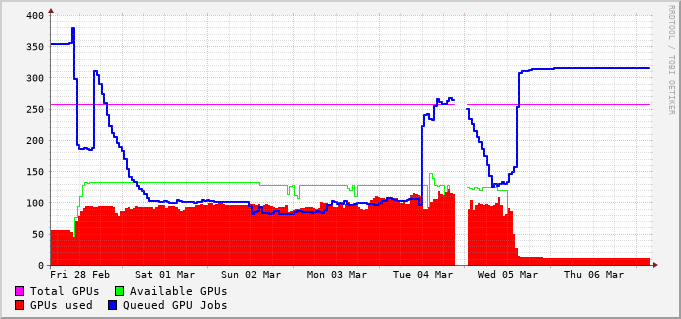 400
350
300
250
200
150
100
50
0
Fri 28 Feb Sat 01 Mar Sun 02 Mar Mon 03 Mar Tue 04 Mar Wed 05 Mar Thu 06 Mar
Total GPUs Available GPUs
GPUs used Queued GPU Jobs
RRDTOOL / TOBI OETIKER